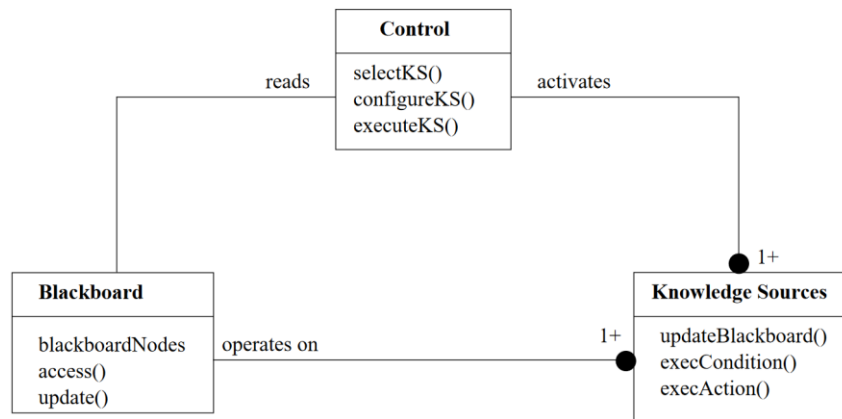 Control
reads
selectKS()
configureKS()
executeKS()
activates
1+
Blackboard
blackboardNodes
access()
update()
operates on
1+
Knowledge Sources
updateBlackboard()
execCondition()
execAction()